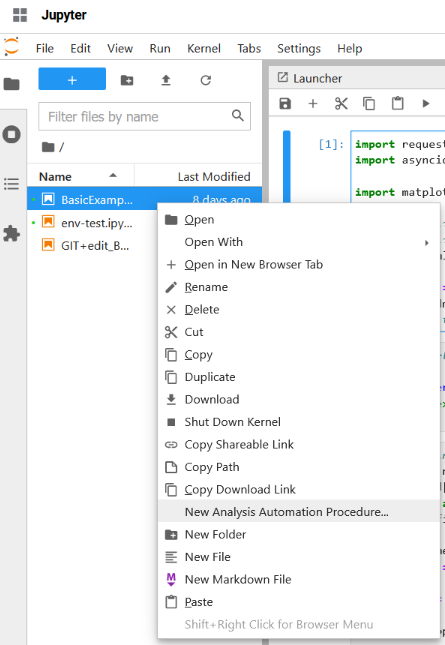 Jupyter
File Edit View Run Kernel Tabs Settings Help
Launcher
Filter files by name
/
[1]: import
import
Name Last Modified
import
BasicExamp... 8 days ago
env-test.ipy...
GIT+edit_B...
Open
Open With
Open in New Browser Tab
Rename
Delete
Cut
Copy
Duplicate
Download
Shut Down Kernel
Copy Shareable Link
Copy Path
Copy Download Link
New Analysis Automation Procedure...
New Folder
New File
New Markdown File
Paste
Shift+Right Click for Browser Menu